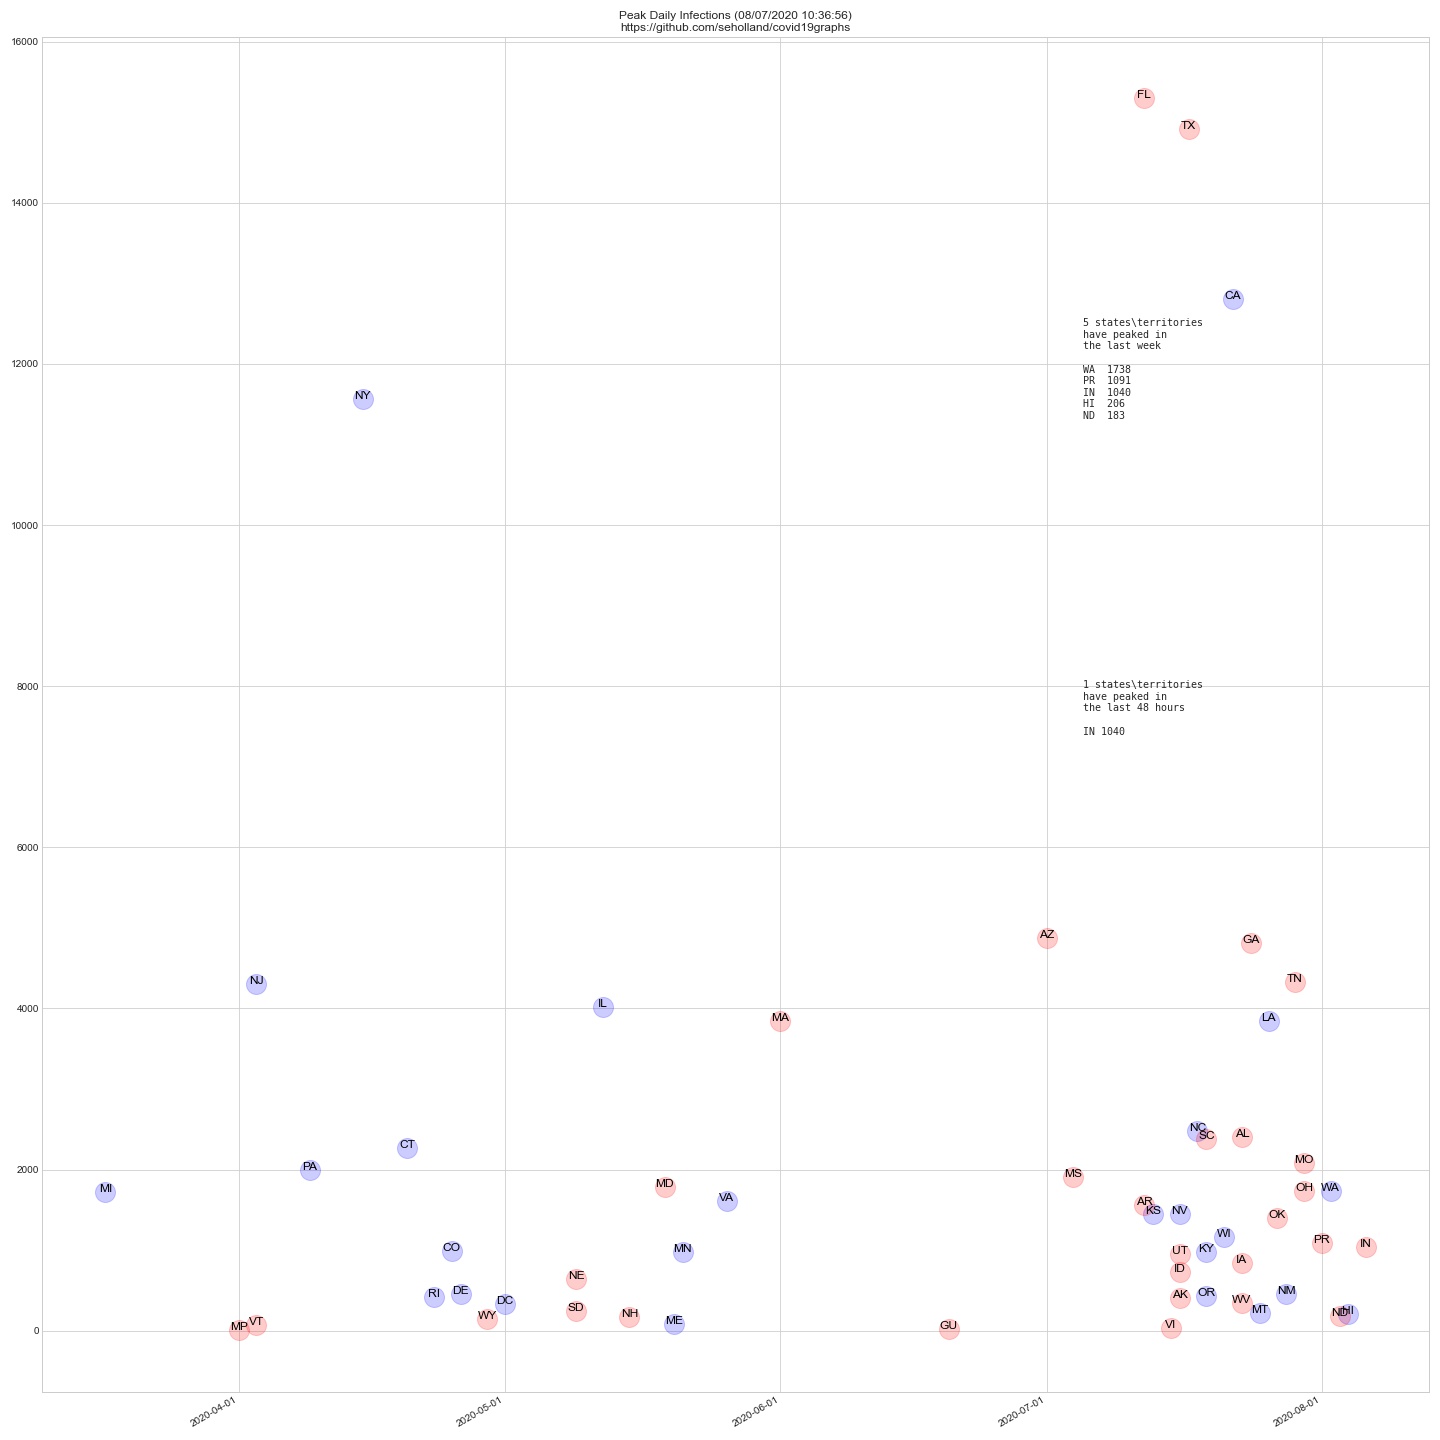 Peak Daily Infections (08/07/2020 10:36:56)
https://github.com/seholland/covid19graphs
16000
FL
TX
14000
CA
5 states\territories
have peaked in
the last week
12000
WA 1738
PR 1091
IN 1040
HI 206
ND 183
NY
10000
8000
1 states\territories
have peaked in
the last 48 hours
IN 1040
6000
AZ
GA
NJ
TN
4000
IL
MA
LA
CT
NC
SC
AL
2000
PA
MO
MI
MD
MS
OH
WA
VA
AR
KS
NV
OK
WI
CO
MN
UT
KY
PR
IN
IA
NE
ID
RI
DE
DC
AK
OR
WV
NM
WY
SD
NH
MT
ND
HI
MP
VT
ME
GU
VI
0
2020-04-01
2020-05-01
2020-06-01
2020-07-01
2020-08-01